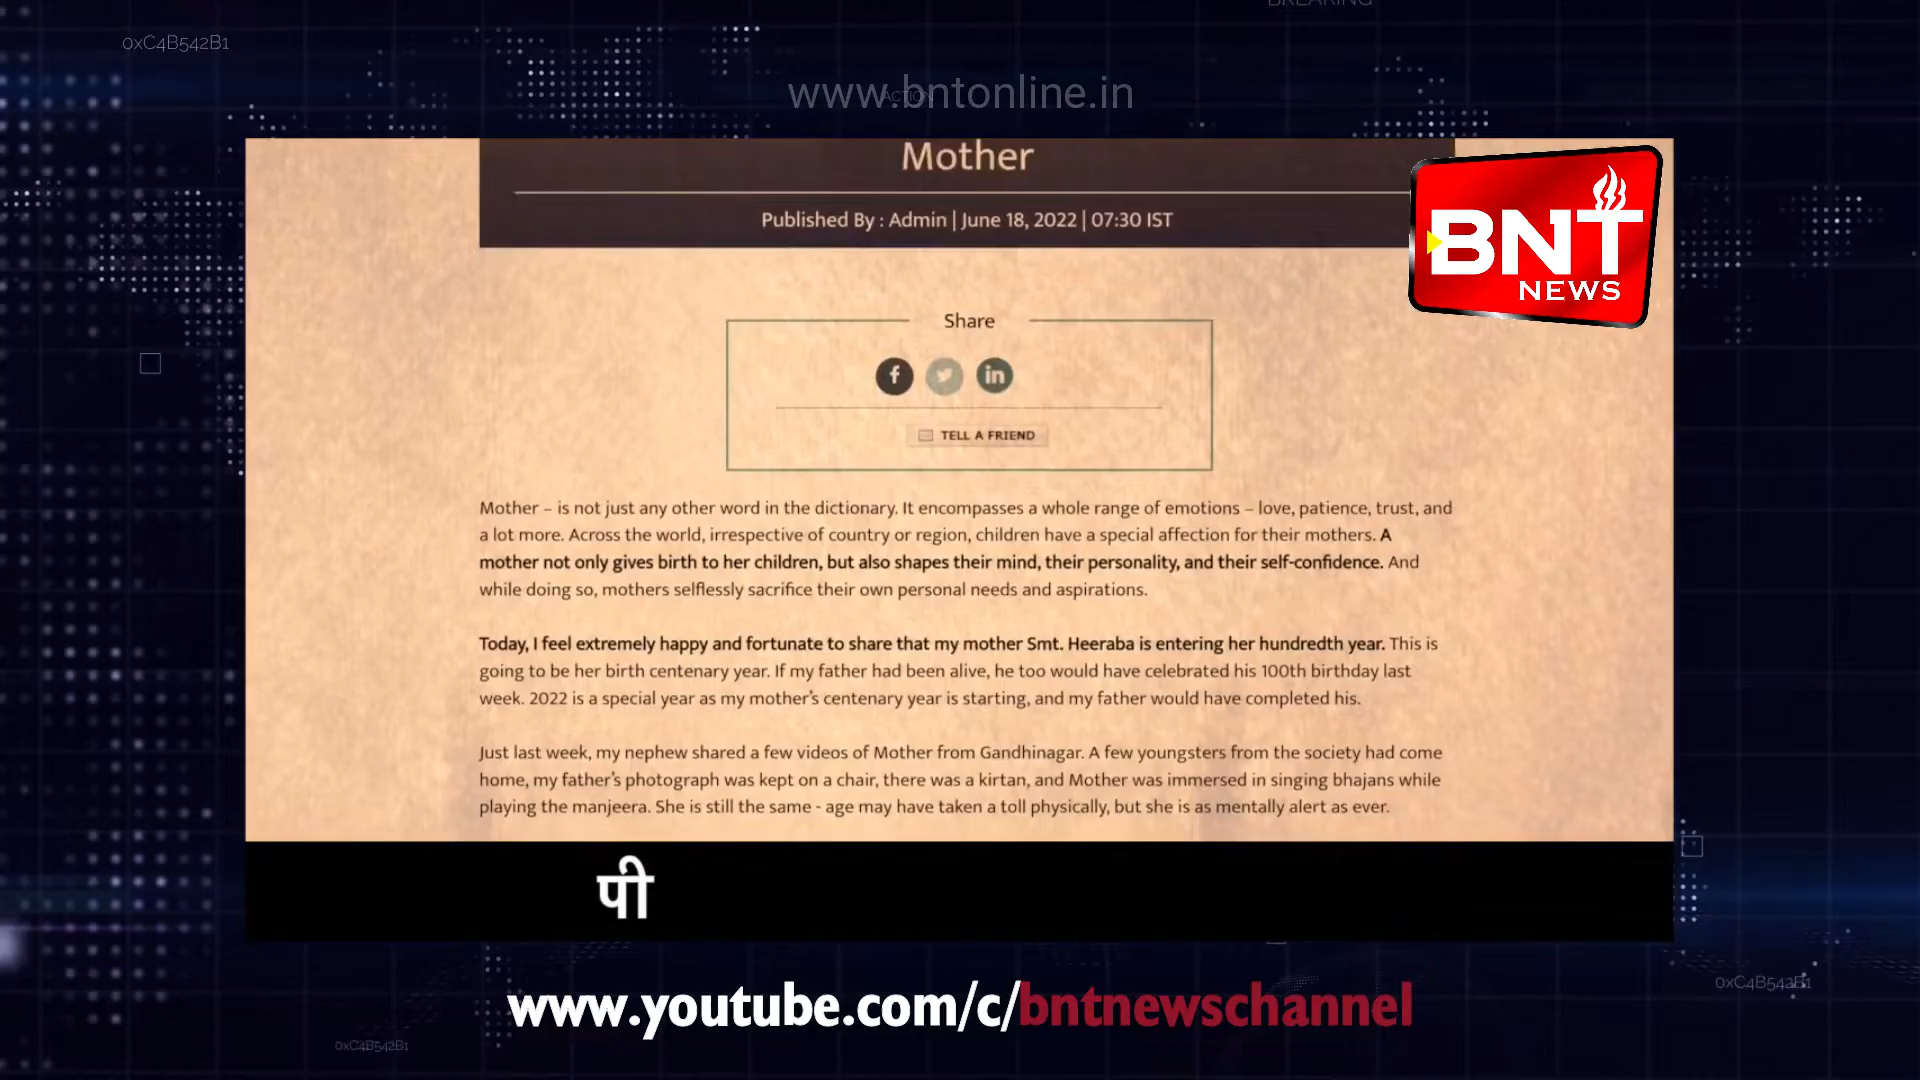 BREAKING
0xC4B542B1
www.bntonline.in
ACTION
Mother
Published By : Admin | June 18, 2022 | 07:30 IST
BNT
NEWS
Share
f
in
TELL A FRIEND
Mother – is not just any other word in the dictionary. It encompasses a whole range of emotions – love, patience, trust, and
a lot more. Across the world, irrespective of country or region, children have a special affection for their mothers. A
mother not only gives birth to her children, but also shapes their mind, their personality, and their self-confidence. And
while doing so, mothers selflessly sacrifice their own personal needs and aspirations.
Today, I feel extremely happy and fortunate to share that my mother Smt. Heeraba is entering her hundredth year. This is
going to be her birth centenary year. If my father had been alive, he too would have celebrated his 100th birthday last
week. 2022 is a special year as my mother's centenary year is starting, and my father would have completed his.
Just last week, my nephew shared a few videos of Mother from Gandhinagar. A few youngsters from the society had come
home, my father's photograph was kept on a chair, there was a kirtan, and Mother was immersed in singing bhajans while
playing the manjeera. She is still the same - age may have taken a toll physically, but she is as mentally alert as ever.
पी
0xC4B542B1
www.youtube.com/c/bntnewschannel
0xC4B542B1